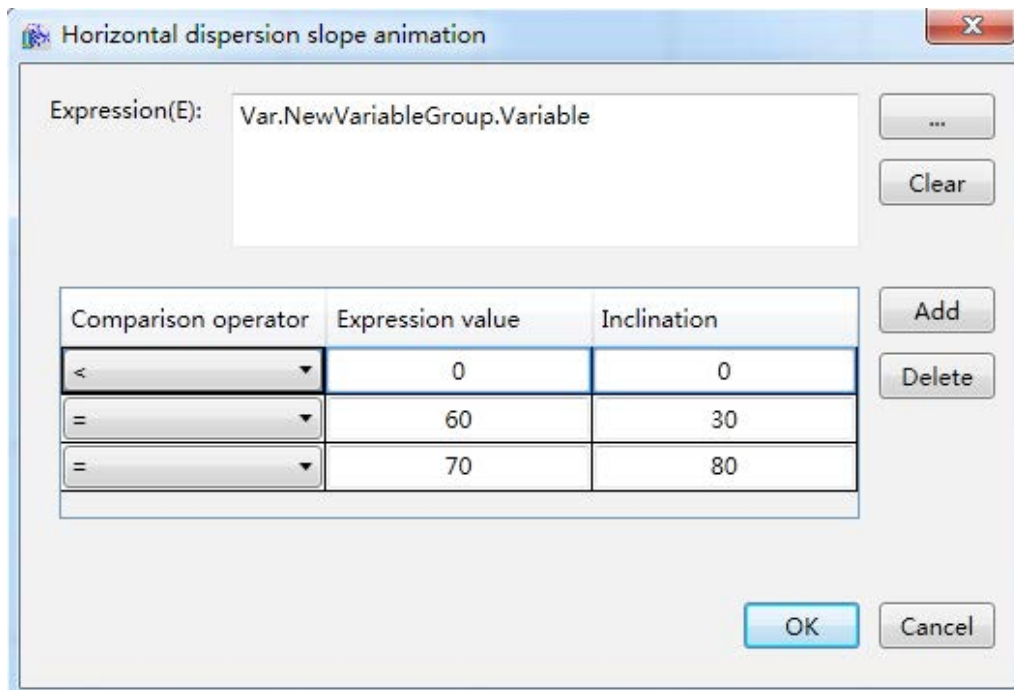 Horizontal dispersion slope animation
Expression(E): Var.NewVariableGroup.Variable ...
Clear
Comparison operator Expression value Inclination Add
< 0 0 Delete
= 60 30
= 70 80
OK Cancel